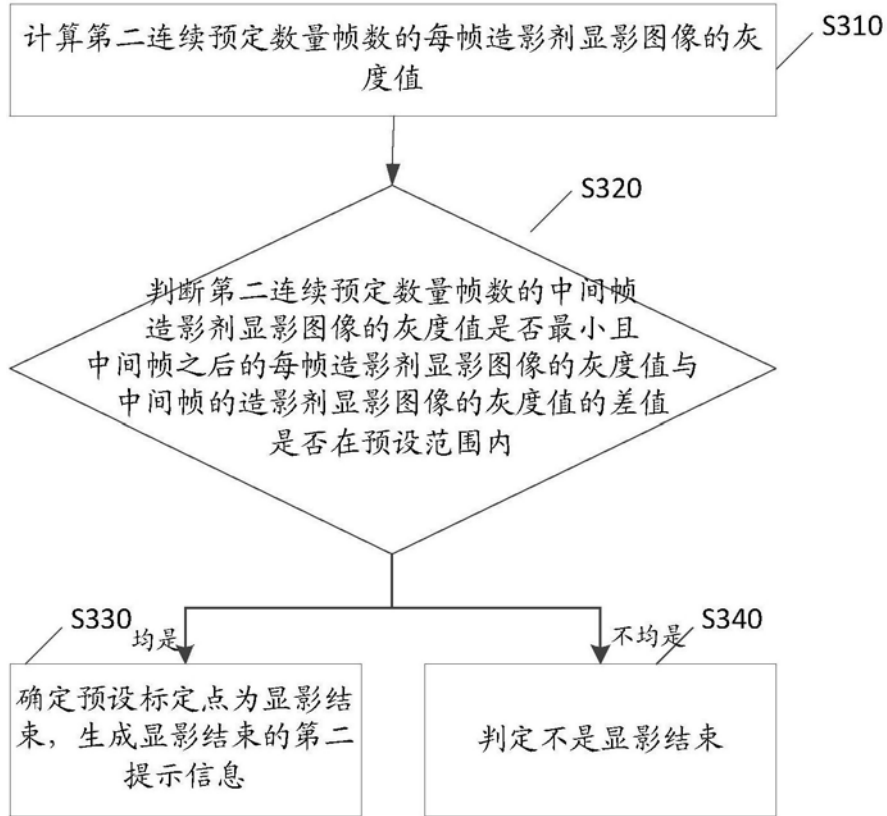 计算第二连续预定数量帧数的每帧造影剂显影图像的灰
度值
S310
S320
判断第二连续预定数量帧数的中间帧
造影剂显影图像的灰度值是否最小且
中间帧之后的每帧造影剂显影图像的灰度值与
中间帧的造影剂显影图像的灰度值的差值
是否在预设范围内
S330
均是
不均是
S340
确定预设标定点为显影结
束，生成显影结束的第二
提示信息
判定不是显影结束